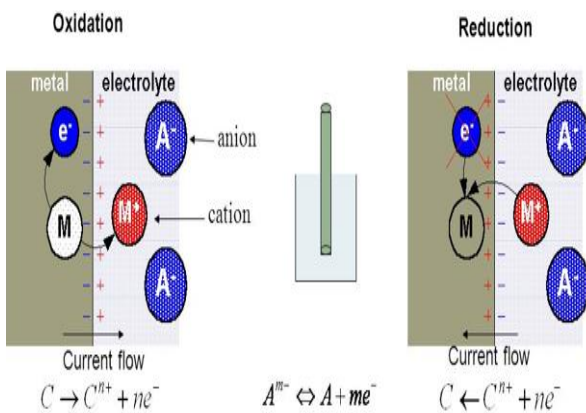 Oxidation
metal electrolyte
e-
A-
anion
M
M+
cation
A-
Current flow
C → Cⁿ⁺ + ne⁻
Aᵐ⁻ ⇔ A + me⁻
Reduction
metal electrolyte
e-
A-
M
M+
A-
Current flow
C ← Cⁿ⁺ + ne⁻